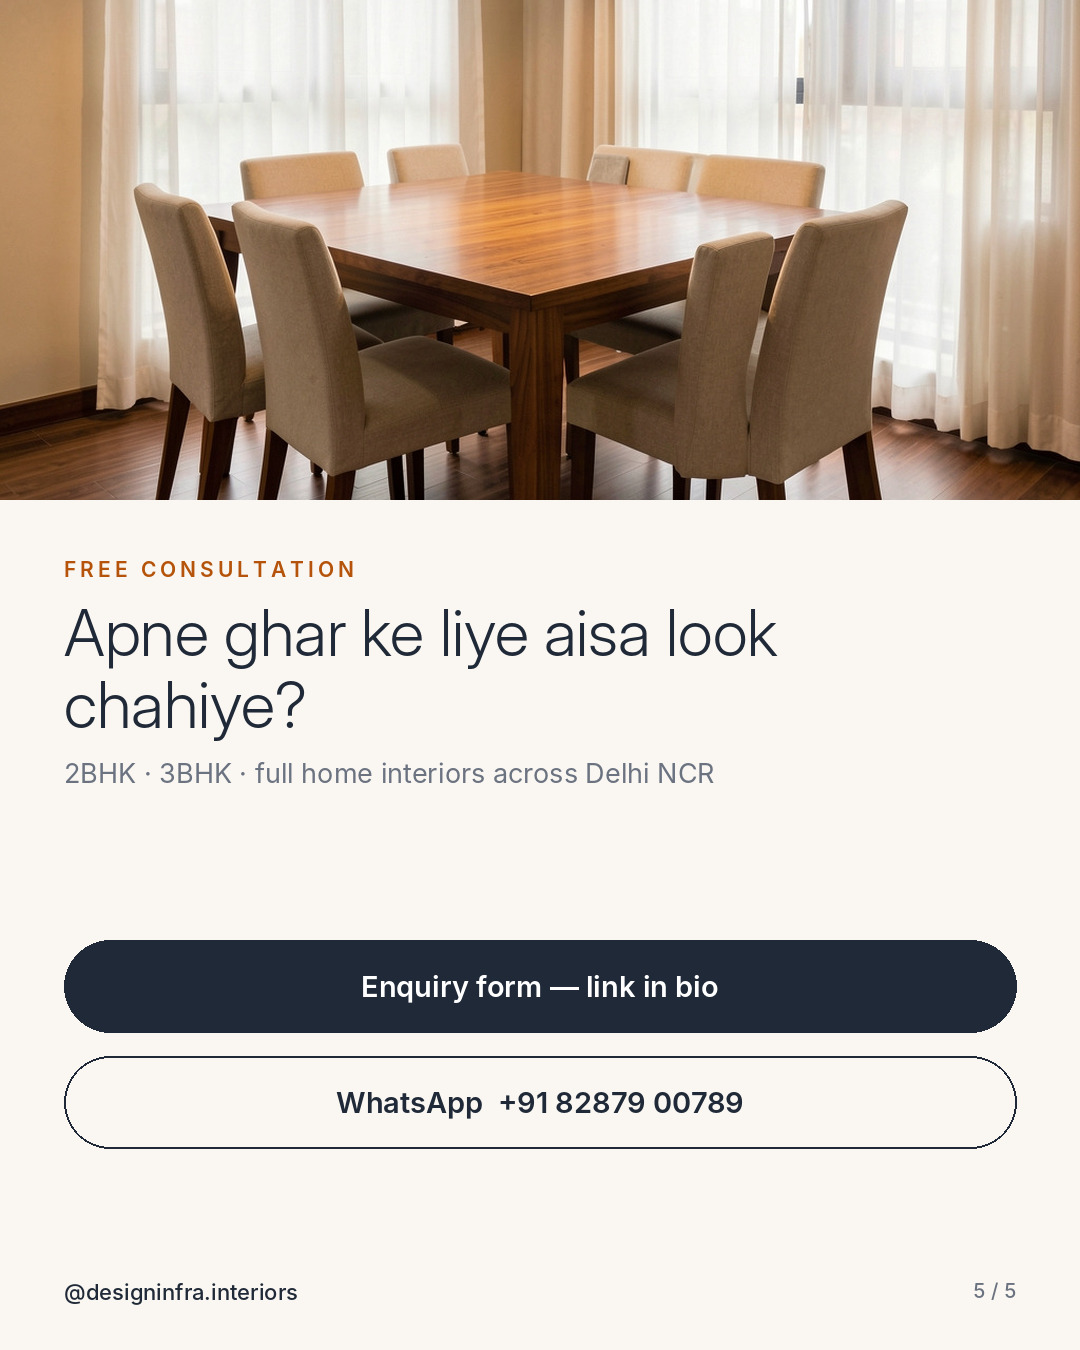 FREE CONSULTATION
Apne ghar ke liye aisa look
chahiye?
2BHK · 3BHK · full home interiors across Delhi NCR
Enquiry form — link in bio
WhatsApp +91 82879 00789
@designinfra.interiors
5 / 5